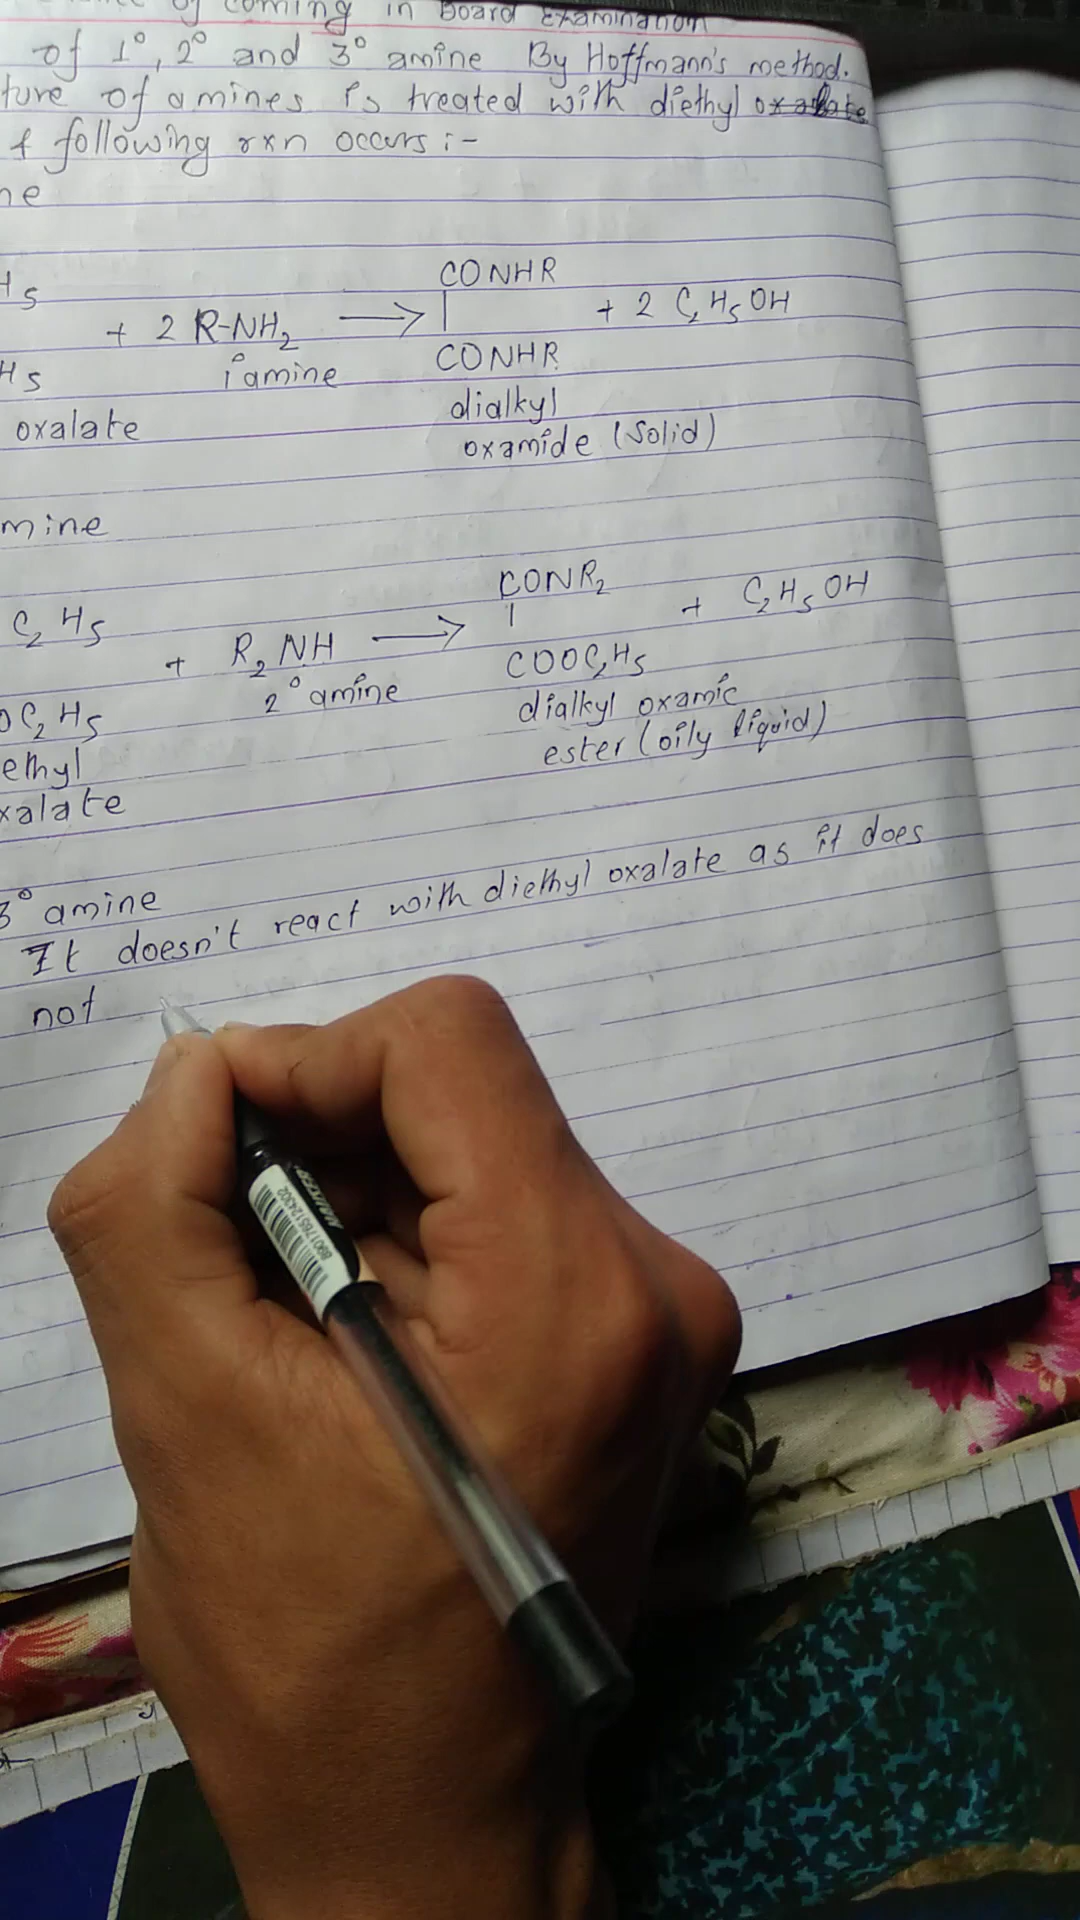 of coming in Board Examination
of 1°, 2° and 3° amine By Hoffmann's method.
ture of amines is treated with diethyl oxalate
& following rxn occurs :-
ne
CONHR
H5
+ 2 R-NH2 ⟶ | + 2 C2H5OH
H5 1° amine CONHR
oxalate dialkyl
oxamide (solid)
mine
CONR2
C2H5 + R2NH ⟶ | + C2H5OH
2° amine COOC2H5
OC2H5 dialkyl oxamic
ethyl ester (oily liquid)
xalate
3° amine
It doesn't react with diethyl oxalate as it does
not
8901765124302